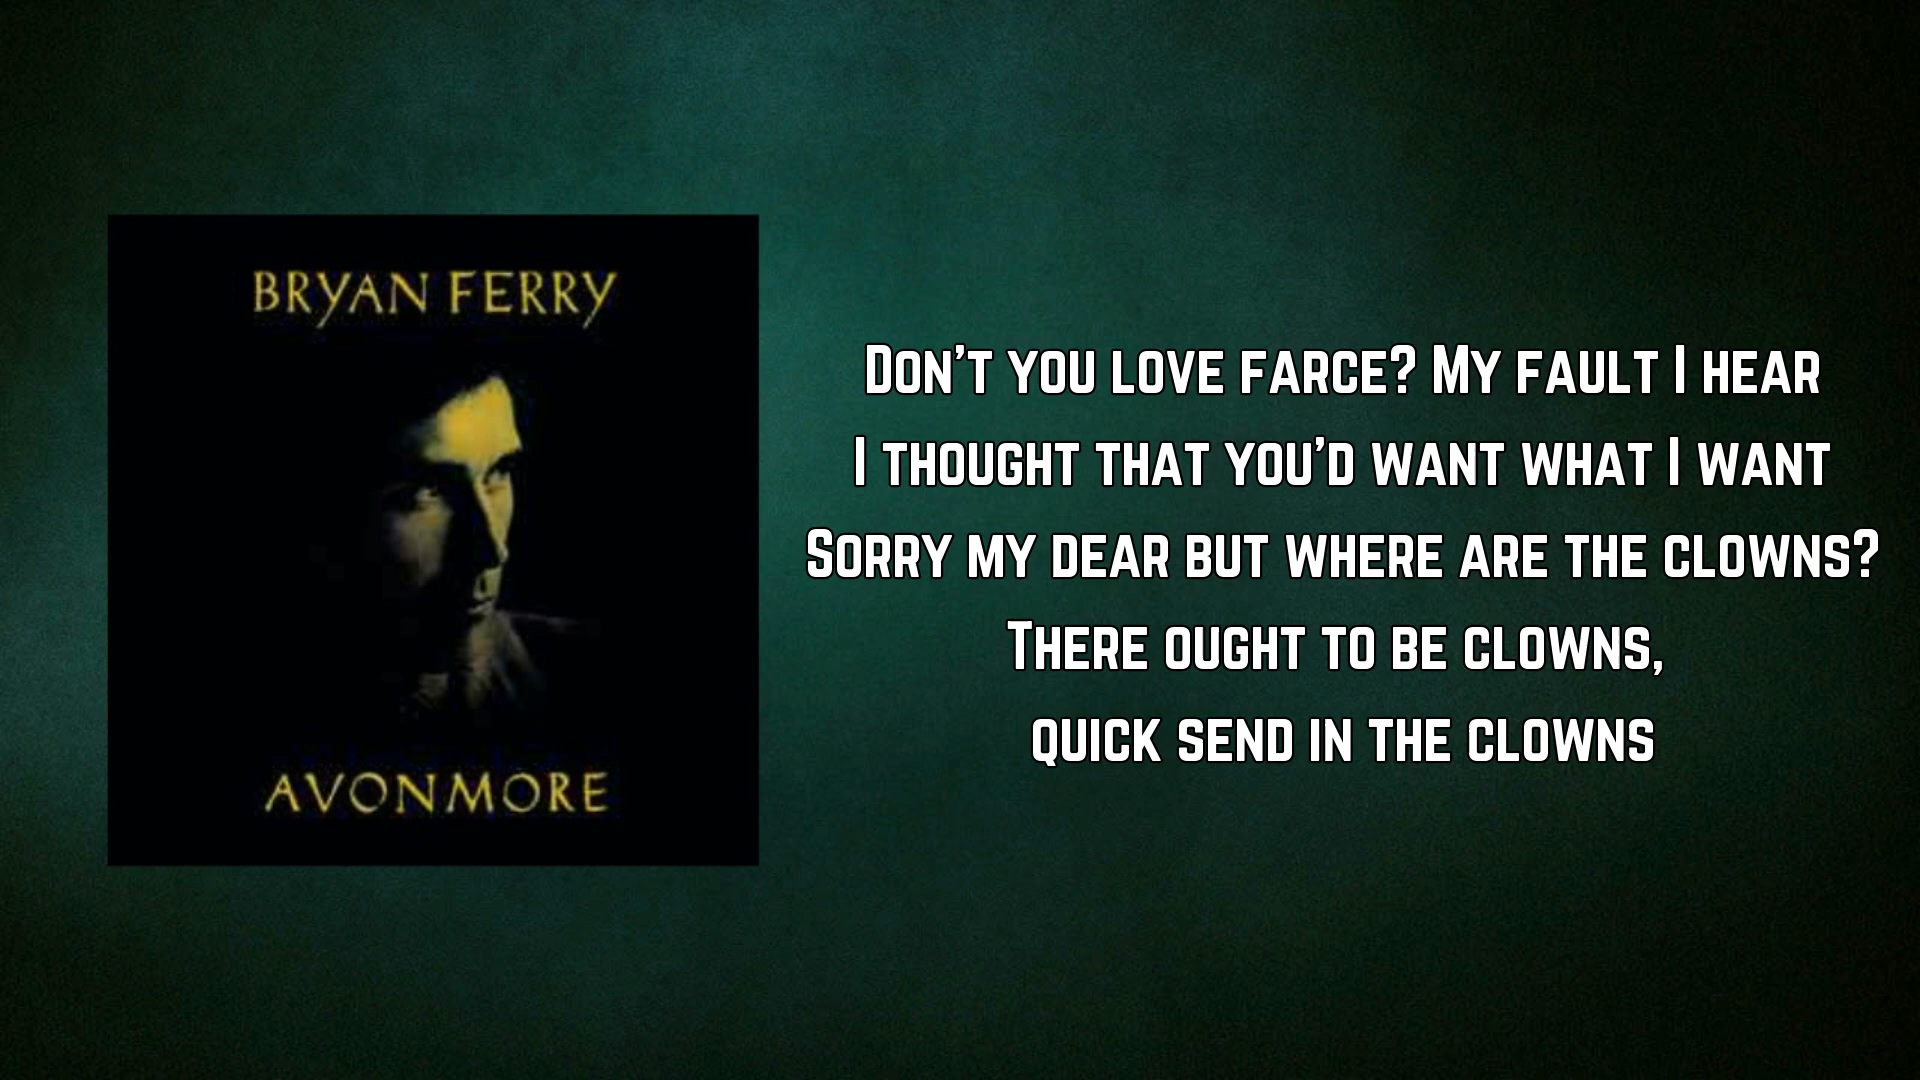 BRYAN FERRY
AVONMORE
Don't you love farce? My fault I hear
I thought that you'd want what I want
Sorry my dear but where are the clowns?
There ought to be clowns,
quick send in the clowns